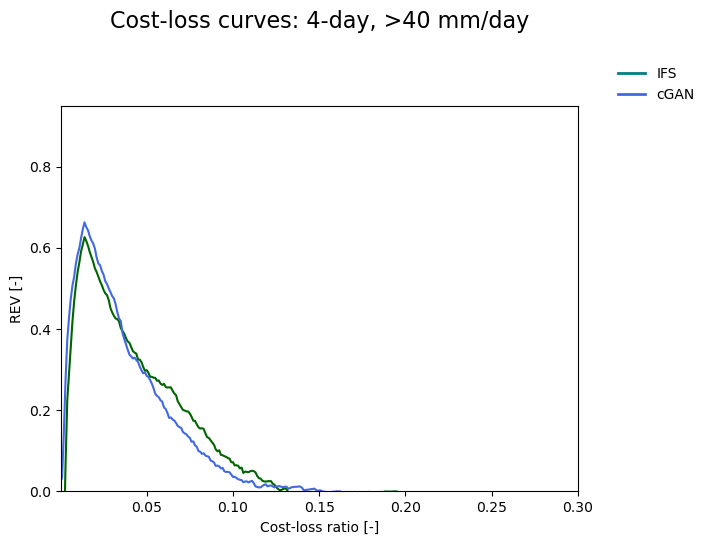 Cost-loss curves: 4-day, >40 mm/day
IFS
cGAN
REV [-]
0.8
0.6
0.4
0.2
0.0
0.05 0.10 0.15 0.20 0.25 0.30
Cost-loss ratio [-]